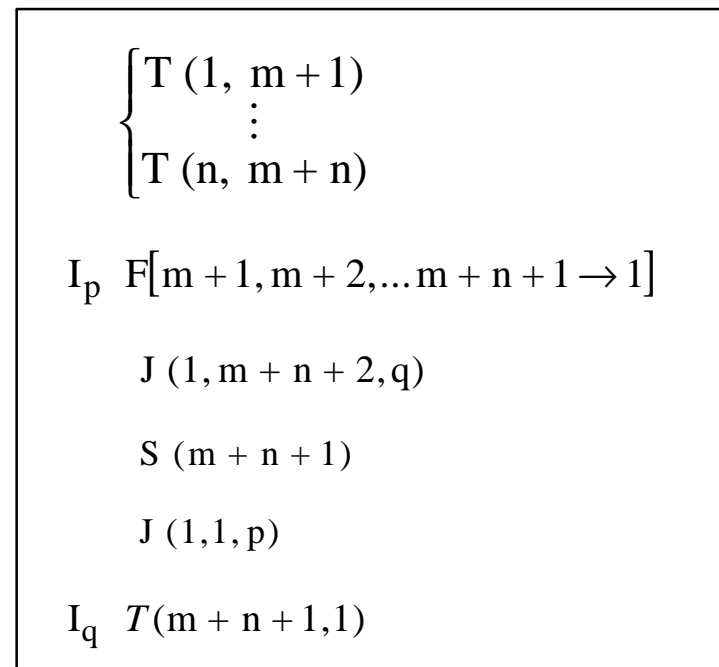 T (1, m + 1)
⋮
T (n, m + n)
I_p F[m + 1, m + 2,... m + n + 1 → 1]
J (1, m + n + 2, q)
S (m + n + 1)
J (1,1, p)
I_q T(m + n + 1,1)